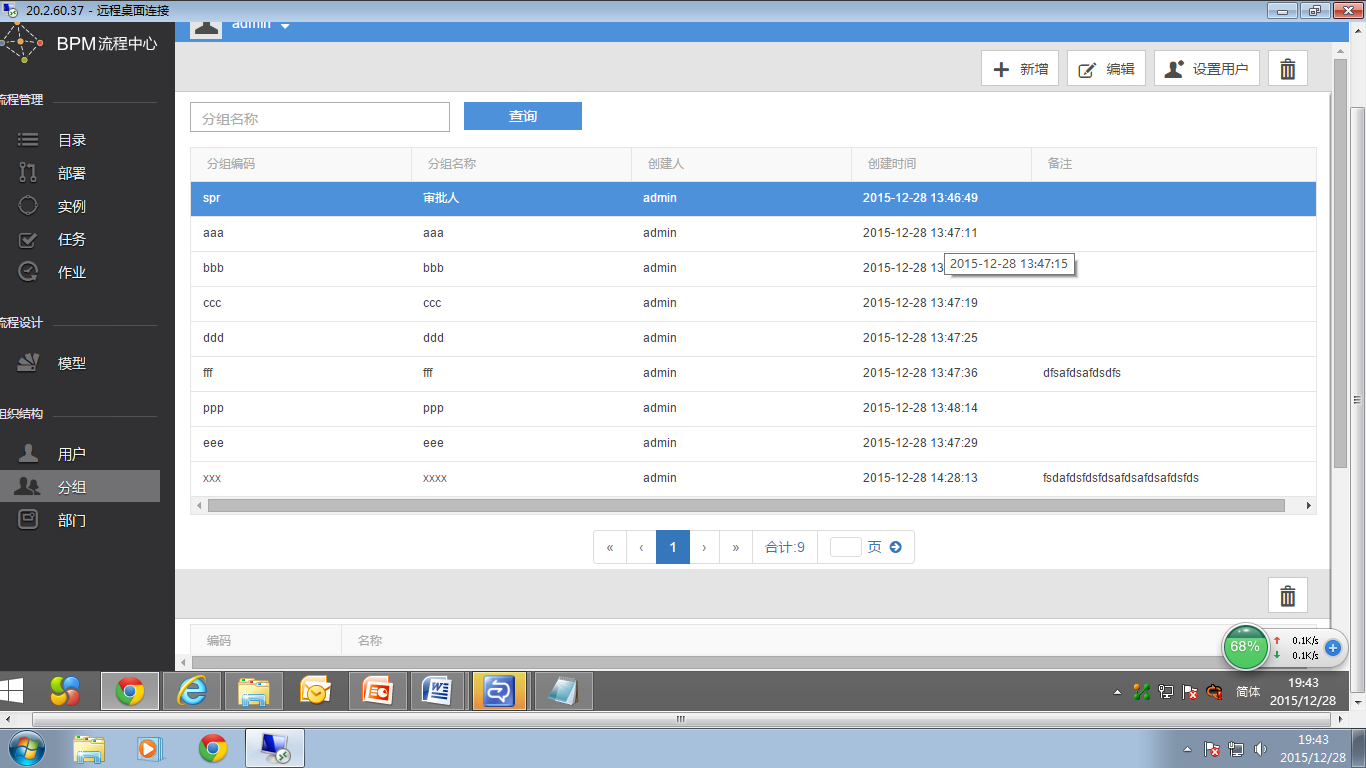 20.2.60.37 - 远程桌面连接
admin
BPM流程中心
新增 编辑 设置用户
流程管理
目录
部署
实例
任务
作业
流程设计
模型
组织结构
用户
分组
部门
分组名称 查询
分组编码 分组名称 创建人 创建时间 备注
spr 审批人 admin 2015-12-28 13:46:49
aaa aaa admin 2015-12-28 13:47:11
bbb bbb admin 2015-12-28 13
2015-12-28 13:47:15
ccc ccc admin 2015-12-28 13:47:19
ddd ddd admin 2015-12-28 13:47:25
fff fff admin 2015-12-28 13:47:36 dfsafdsafdsdfs
ppp ppp admin 2015-12-28 13:48:14
eee eee admin 2015-12-28 13:47:29
xxx xxxx admin 2015-12-28 14:28:13 fsdafdsfdsfdsafdsafdsafdsfds
« ‹ 1 › » 合计:9 页
编码 名称
68% 0.1K/s
0.1K/s
简体 19:43
2015/12/28
19:43
2015/12/28